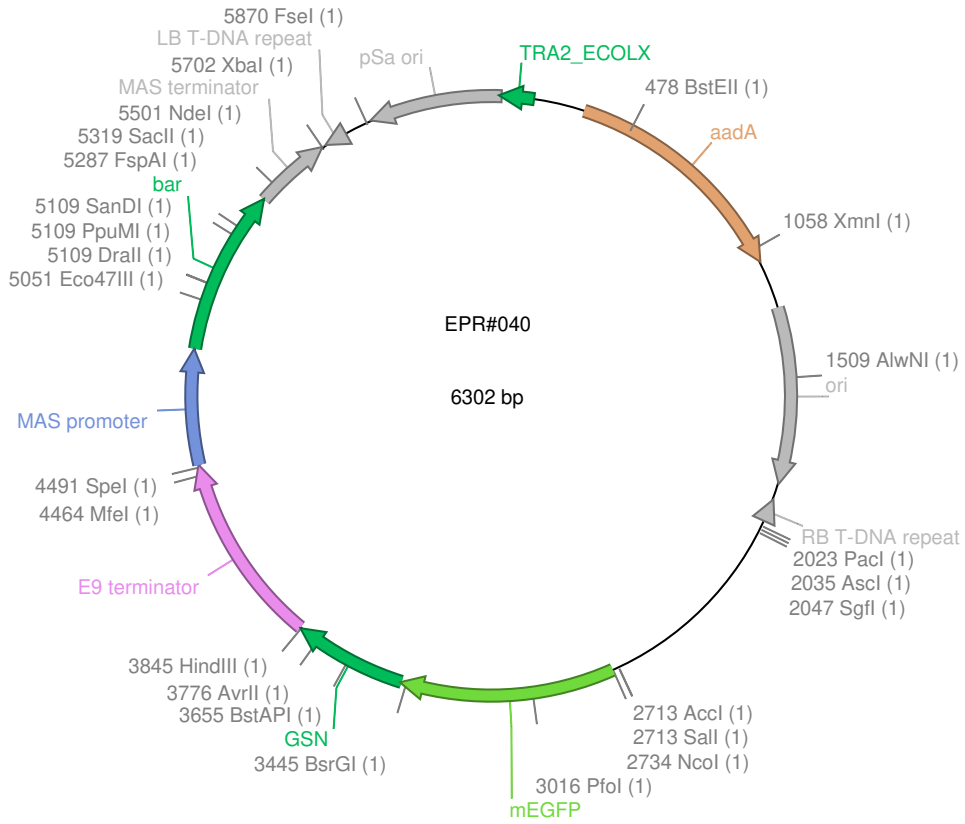 5870 FseI (1)
LB T-DNA repeat
5702 XbaI (1)
MAS terminator
5501 NdeI (1)
5319 SacII (1)
5287 FspAI (1)
bar
5109 SanDI (1)
5109 PpuMI (1)
5109 DraII (1)
5051 Eco47III (1)
pSa ori
TRA2_ECOLX
478 BstEII (1)
aadA
1058 XmnI (1)
EPR#040
6302 bp
1509 AlwNI (1)
ori
MAS promoter
4491 SpeI (1)
4464 MfeI (1)
RB T-DNA repeat
2023 PacI (1)
2035 AscI (1)
2047 SgfI (1)
E9 terminator
3845 HindIII (1)
3776 AvrII (1)
3655 BstAPI (1)
GSN
3445 BsrGI (1)
2713 AccI (1)
2713 SalI (1)
2734 NcoI (1)
3016 PfoI (1)
mEGFP